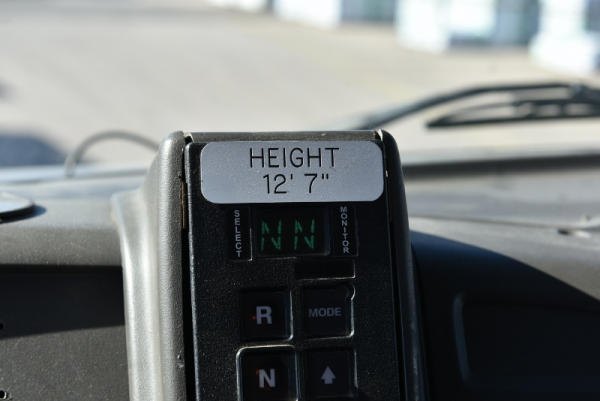 HEIGHT
12' 7"
SELECT
NN
MONITOR
R
MODE
N
↑